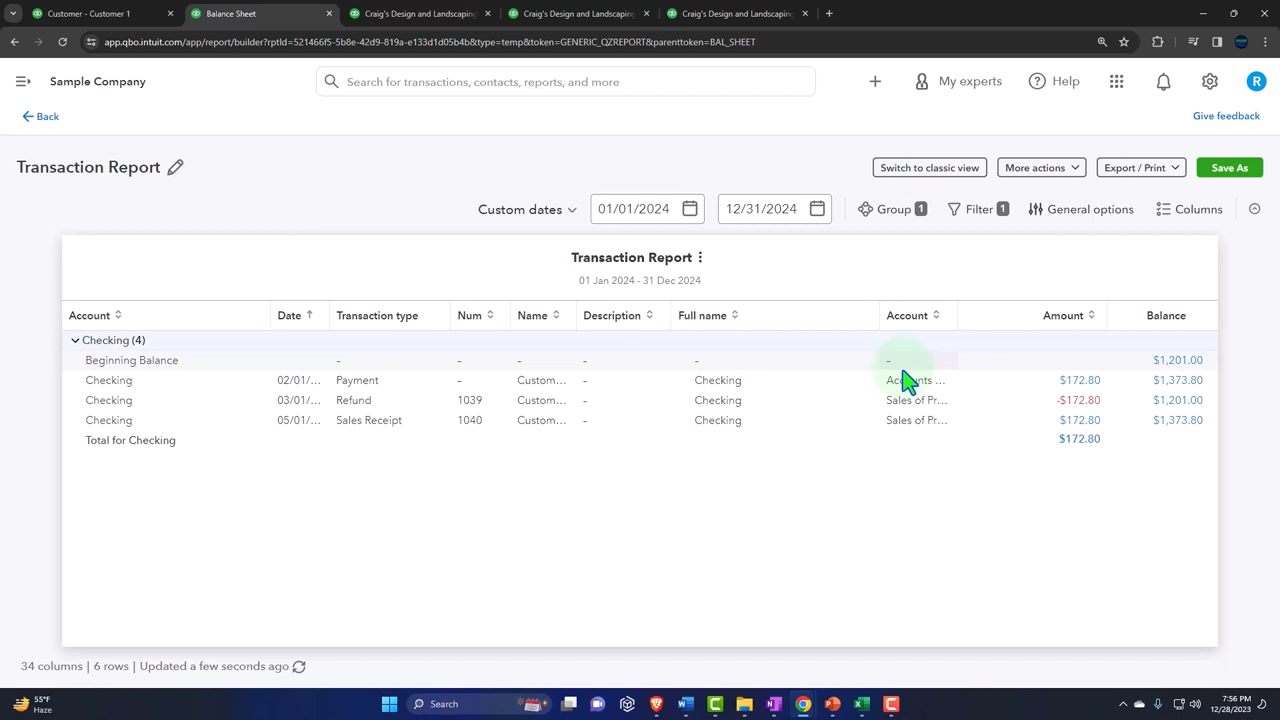 Customer - Customer 1
Balance Sheet
Craig's Design and Landscaping
Craig's Design and Landscaping
Craig's Design and Landscaping
app.qbo.intuit.com/app/report/builder?rptId=521466f5-5b8e-42d9-819a-e133d1d05b4b&type=temp&token=GENERIC_QZREPORT&parenttoken=BAL_SHEET
Sample Company
Search for transactions, contacts, reports, and more
My experts
Help
R
Back
Give feedback
Transaction Report
Switch to classic view
More actions
Export / Print
Save As
Custom dates
01/01/2024
12/31/2024
Group 1
Filter 1
General options
Columns
Transaction Report
01 Jan 2024 - 31 Dec 2024
Account Date Transaction type Num Name Description Full name Account Amount Balance
Checking (4)
Beginning Balance – – – – – – $1,201.00
Checking 02/01/... Payment – Custom... – Checking Accounts ... $172.80 $1,373.80
Checking 03/01/... Refund 1039 Custom... – Checking Sales of Pr... -$172.80 $1,201.00
Checking 05/01/... Sales Receipt 1040 Custom... – Checking Sales of Pr... $172.80 $1,373.80
Total for Checking $172.80
34 columns | 6 rows | Updated a few seconds ago
55°F
Haze
Search
7:56 PM
12/28/2023